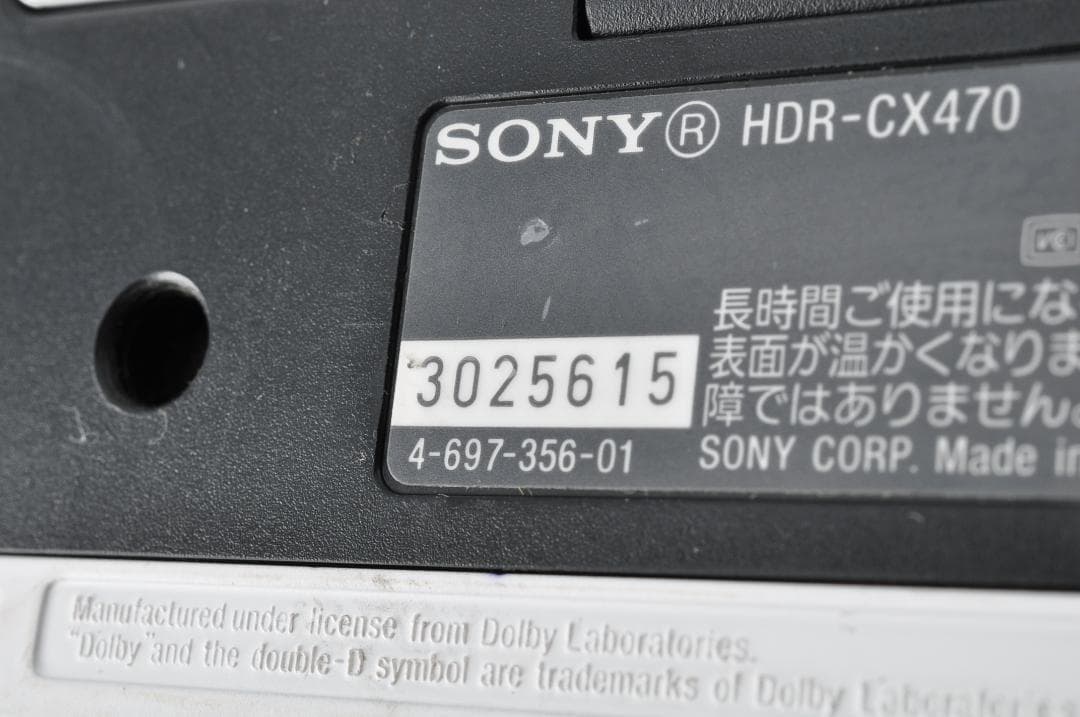 SONY® HDR-CX470
長時間ご使用にな
表面が温かくなりま
障ではありません。
3025615
4-697-356-01
SONY CORP. Made in
Manufactured under license from Dolby Laboratories.
"Dolby" and the double-D symbol are trademarks of Dolby Laboratories